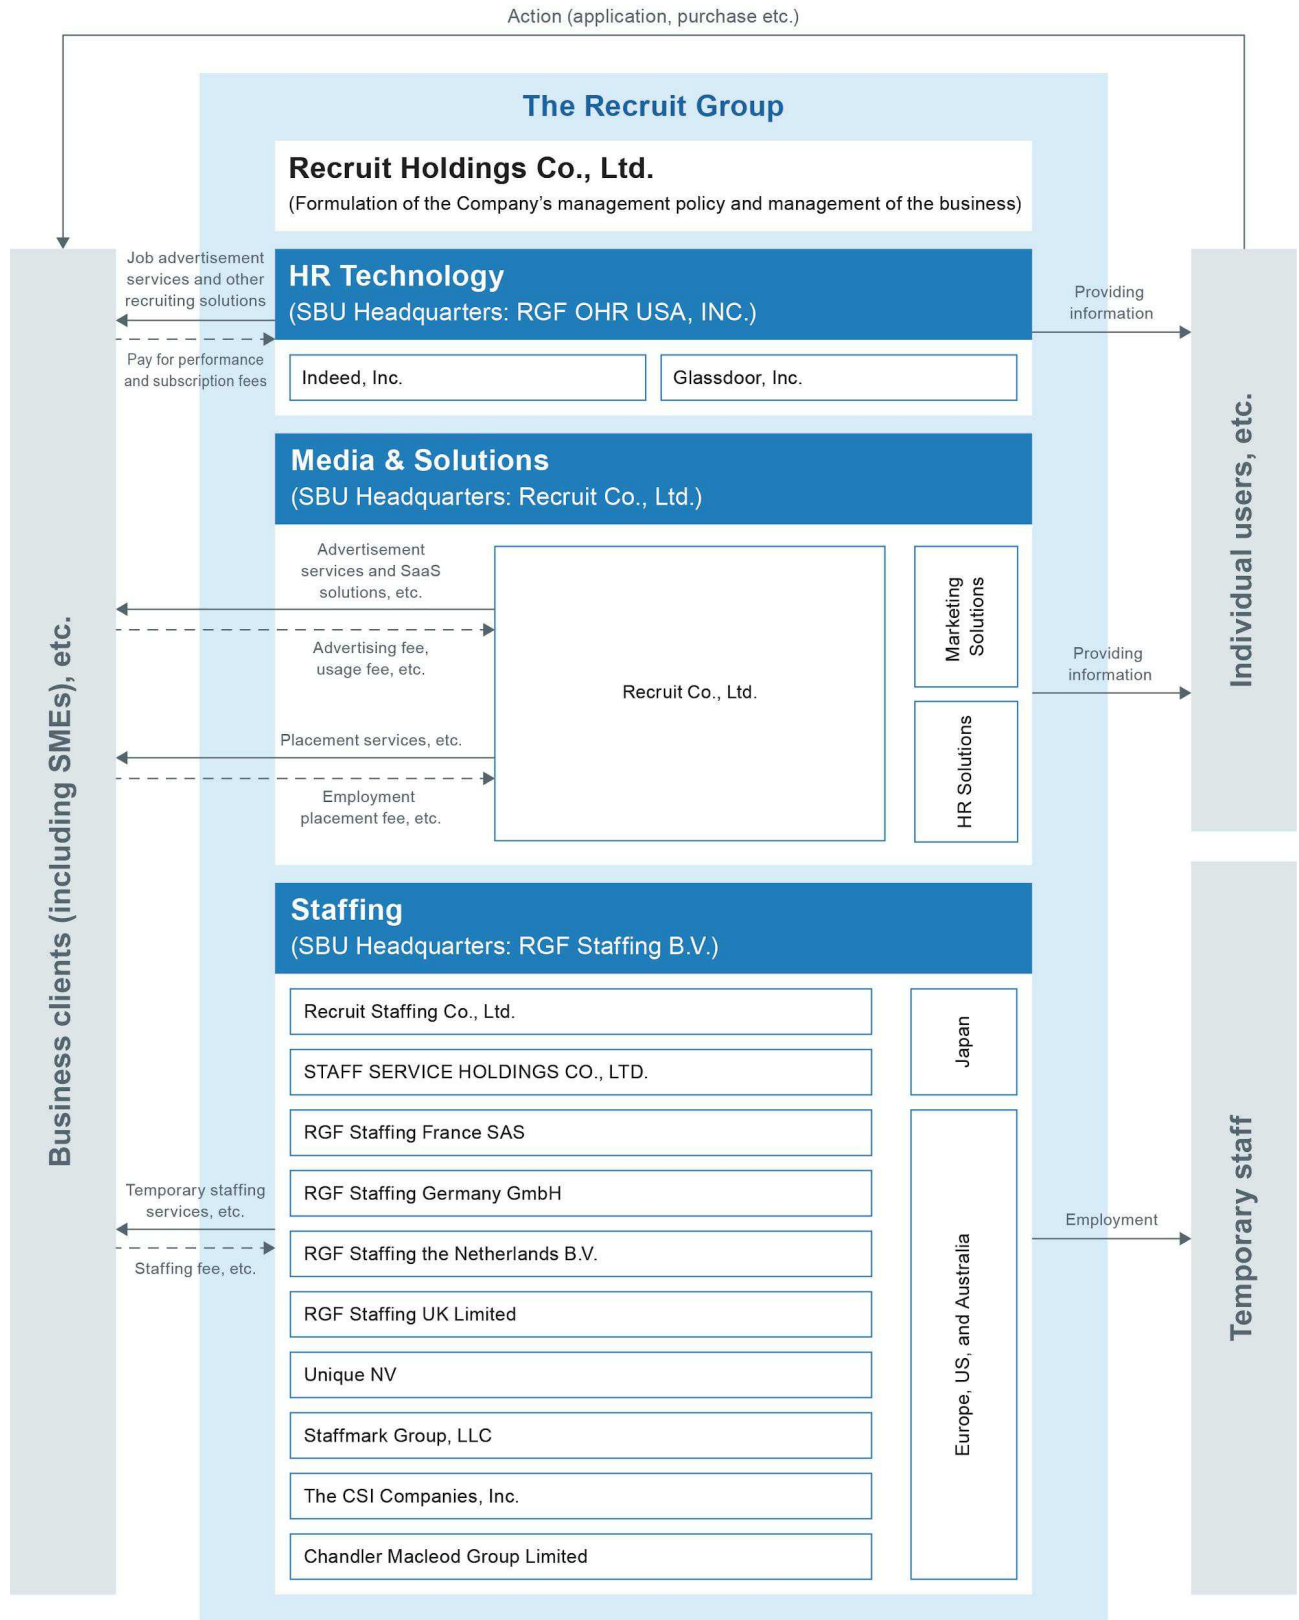 Action (application, purchase etc.)
The Recruit Group
Recruit Holdings Co., Ltd.
(Formulation of the Company's management policy and management of the business)
Job advertisement
services and other
recruiting solutions
Pay for performance
and subscription fees
HR Technology
(SBU Headquarters: RGF OHR USA, INC.)
Indeed, Inc.
Glassdoor, Inc.
Providing
information
Media & Solutions
(SBU Headquarters: Recruit Co., Ltd.)
Advertisement
services and SaaS
solutions, etc.
Advertising fee,
usage fee, etc.
Placement services, etc.
Employment
placement fee, etc.
Recruit Co., Ltd.
Marketing
Solutions
HR Solutions
Providing
information
Business clients (including SMEs), etc.
Individual users, etc.
Staffing
(SBU Headquarters: RGF Staffing B.V.)
Recruit Staffing Co., Ltd.
STAFF SERVICE HOLDINGS CO., LTD.
RGF Staffing France SAS
RGF Staffing Germany GmbH
RGF Staffing the Netherlands B.V.
RGF Staffing UK Limited
Unique NV
Staffmark Group, LLC
The CSI Companies, Inc.
Chandler Macleod Group Limited
Japan
Europe, US, and Australia
Temporary staffing
services, etc.
Staffing fee, etc.
Employment
Temporary staff